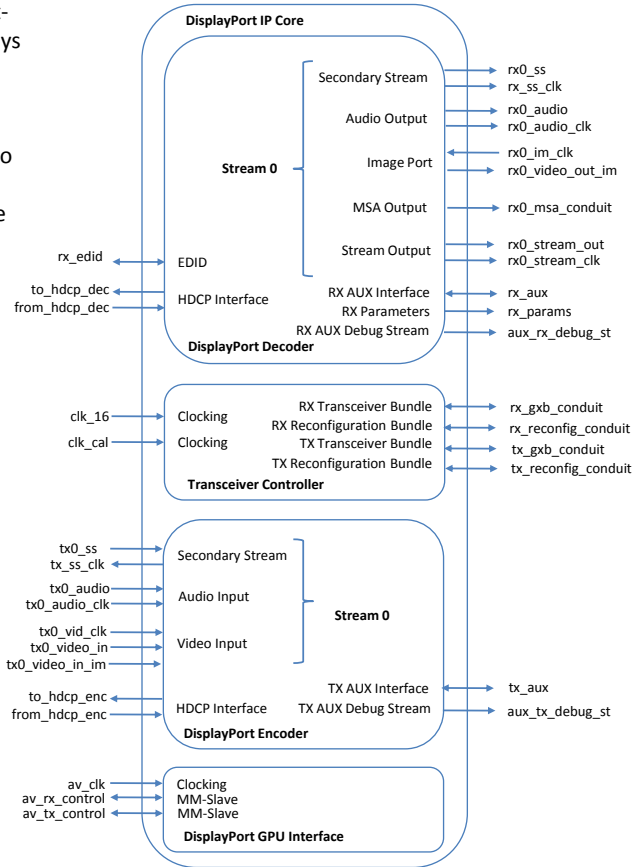 t-
DisplayPort IP Core
ys
Secondary Stream
rx0_ss
rx_ss_clk
Audio Output
rx0_audio
rx0_audio_clk
o
Stream 0
Image Port
rx0_im_clk
rx0_video_out_im
e
MSA Output
rx0_msa_conduit
Stream Output
rx0_stream_out
rx0_stream_clk
rx_edid
EDID
to_hdcp_dec
from_hdcp_dec
HDCP Interface
RX AUX Interface
rx_aux
RX Parameters
rx_params
RX AUX Debug Stream
aux_rx_debug_st
DisplayPort Decoder
clk_16
Clocking
clk_cal
Clocking
RX Transceiver Bundle
rx_gxb_conduit
RX Reconfiguration Bundle
rx_reconfig_conduit
TX Transceiver Bundle
tx_gxb_conduit
TX Reconfiguration Bundle
tx_reconfig_conduit
Transceiver Controller
tx0_ss
tx_ss_clk
Secondary Stream
tx0_audio
tx0_audio_clk
Audio Input
Stream 0
tx0_vid_clk
tx0_video_in
tx0_video_in_im
Video Input
to_hdcp_enc
from_hdcp_enc
HDCP Interface
TX AUX Interface
tx_aux
TX AUX Debug Stream
aux_tx_debug_st
DisplayPort Encoder
av_clk
Clocking
av_rx_control
MM-Slave
av_tx_control
MM-Slave
DisplayPort GPU Interface